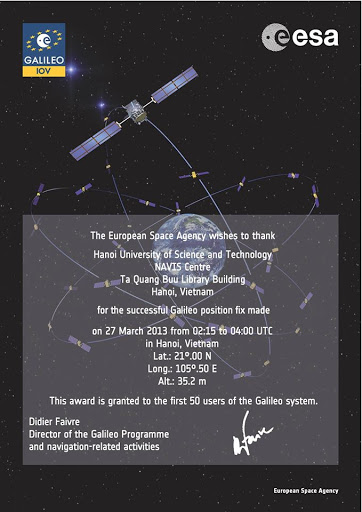 GALILEO
IOV
esa
The European Space Agency wishes to thank
Hanoi University of Science and Technology
NAVIS Centre
Ta Quang Buu Library Building
Hanoi, Vietnam
for the successful Galileo position fix made
on 27 March 2013 from 02:15 to 04:00 UTC
in Hanoi, Vietnam
Lat.: 21º.00 N
Long.: 105º.50 E
Alt.: 35.2 m
This award is granted to the first 50 users of the Galileo system.
Didier Faivre
Director of the Galileo Programme
and navigation-related activities
European Space Agency